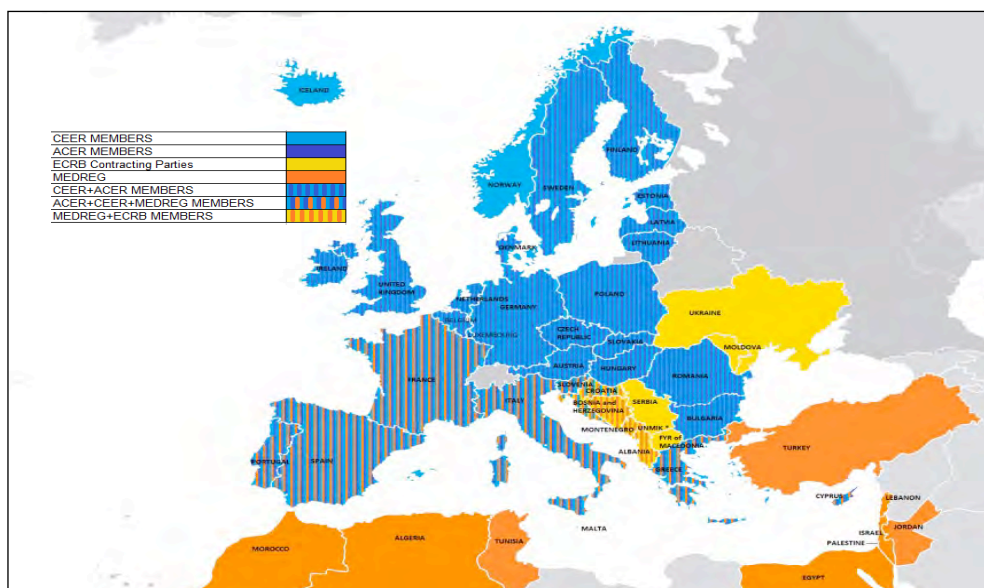 ICELAND
CEER MEMBERS
ACER MEMBERS
ECRB Contracting Parties
MEDREG
CEER+ACER MEMBERS
ACER+CEER+MEDREG MEMBERS
MEDREG+ECRB MEMBERS
FINLAND
NORWAY
SWEDEN
ESTONIA
LATVIA
DENMARK
LITHUANIA
IRELAND
UNITED
KINGDOM
NETHERLANDS
GERMANY
POLAND
BELGIUM
LUXEMBOURG
UKRAINE
CZECH
REPUBLIC
SLOVAKIA
MOLDOVA
AUSTRIA
HUNGARY
FRANCE
ROMANIA
SLOVENIA
CROATIA
ITALY
BOSNIA and
HERZEGOVINA
SERBIA
BULGARIA
MONTENEGRO
UNMIK *
FYR of
MACEDONIA
ALBANIA
TURKEY
PORTUGAL
SPAIN
GREECE
CYPRUS
LEBANON
MALTA
ISRAEL
JORDAN
PALESTINE
MOROCCO
ALGERIA
TUNISIA
EGYPT